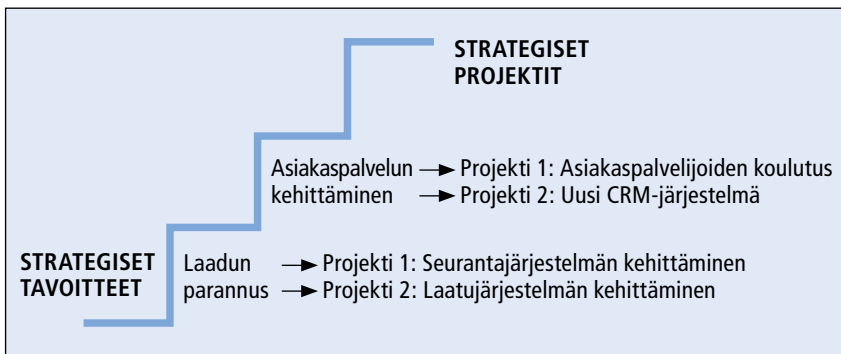 STRATEGISET
PROJEKTIT
Asiakaspalvelun → Projekti 1: Asiakaspalvelijoiden koulutus
kehittäminen → Projekti 2: Uusi CRM-järjestelmä
STRATEGISET
TAVOITTEET
Laadun → Projekti 1: Seurantajärjestelmän kehittäminen
parannus → Projekti 2: Laatujärjestelmän kehittäminen